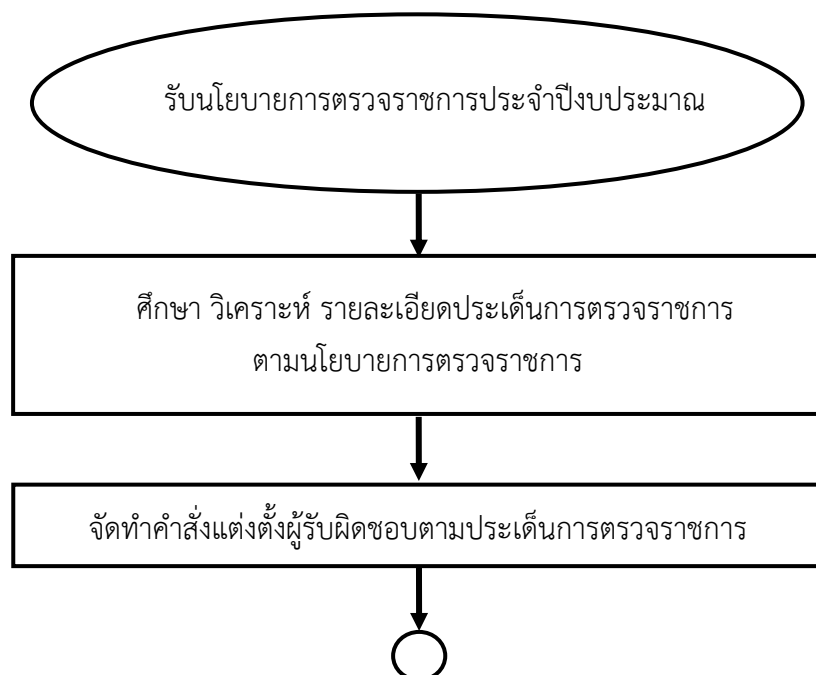 รับนโยบายการตรวจราชการประจำปีงบประมาณ
ศึกษา วิเคราะห์ รายละเอียดประเด็นการตรวจราชการ
ตามนโยบายการตรวจราชการ
จัดทำคำสั่งแต่งตั้งผู้รับผิดชอบตามประเด็นการตรวจราชการ